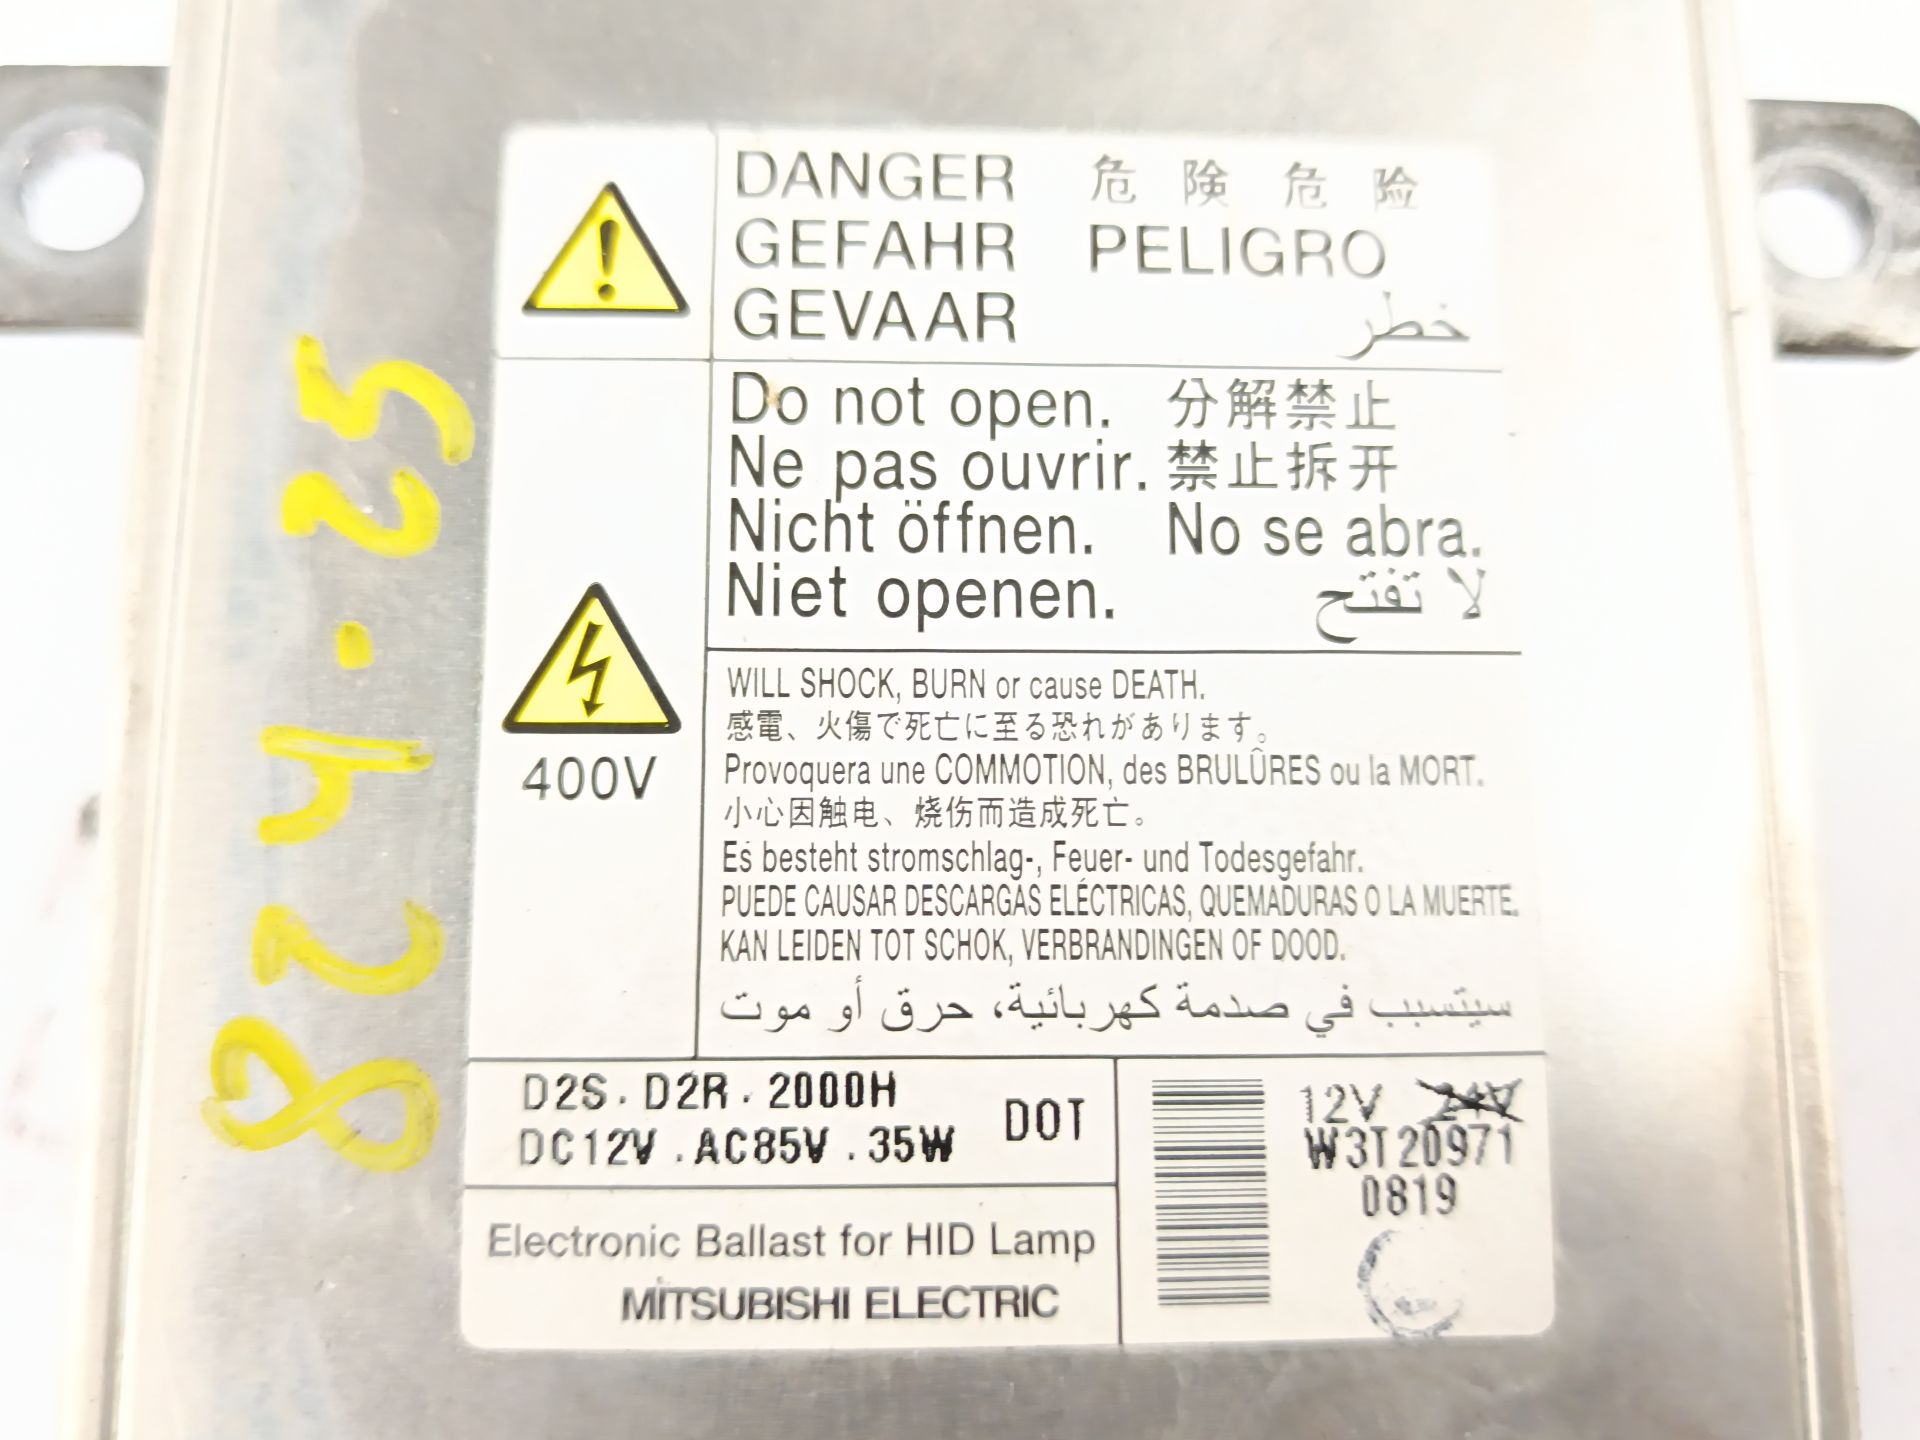 DANGER 危 険 危 险
GEFAHR PELIGRO
GEVAAR خطر
Do not open. 分解禁止
Ne pas ouvrir. 禁止拆开
Nicht öffnen. No se abra.
Niet openen. لا تفتح
400V
WILL SHOCK, BURN or cause DEATH.
感電、火傷で死亡に至る恐れがあります。
Provoquera une COMMOTION, des BRULÛRES ou la MORT.
小心因触电、烧伤而造成死亡。
Es besteht stromschlag-, Feuer- und Todesgefahr.
PUEDE CAUSAR DESCARGAS ELÉCTRICAS, QUEMADURAS O LA MUERTE.
KAN LEIDEN TOT SCHOK, VERBRANDINGEN OF DOOD.
سيتسبب في صدمة كهربائية، حرق أو موت
D2S. D2R. 2000H
DC12V . AC85V . 35W DOT
Electronic Ballast for HID Lamp
MITSUBISHI ELECTRIC
12V 24V
W3T20971
0819
824.25